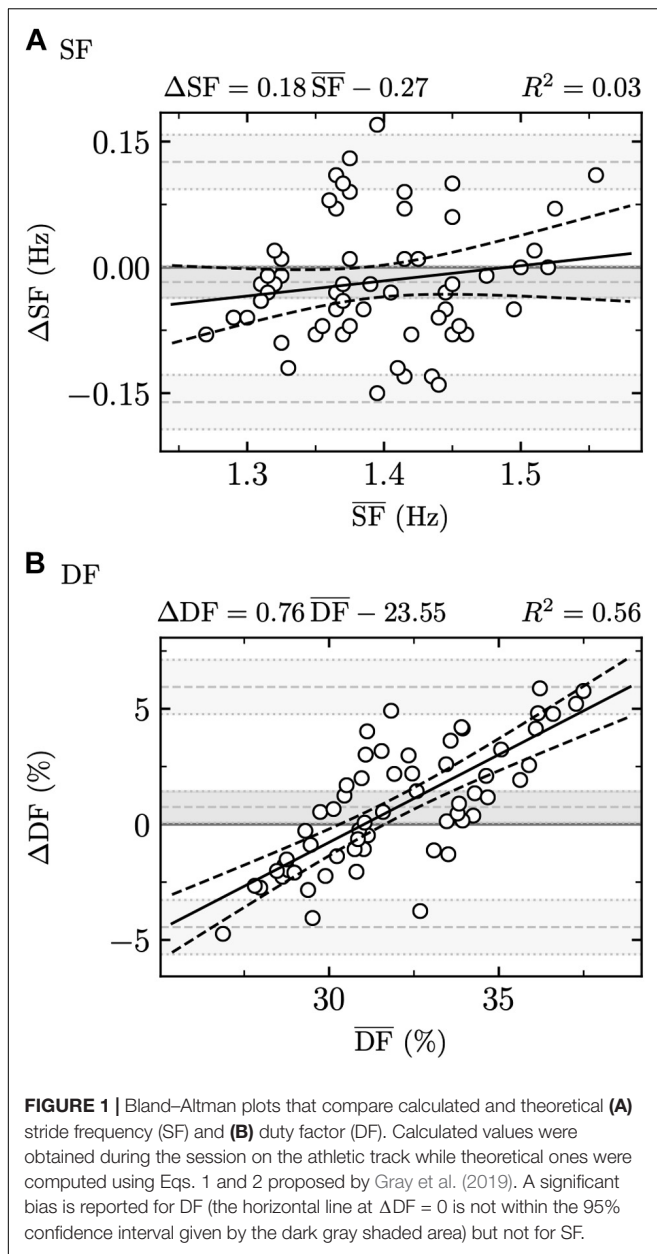 A SF
ΔSF = 0.18 S̅F̅ − 0.27 R² = 0.03
0.15
0.00
−0.15
ΔSF (Hz)
1.3 1.4 1.5
S̅F̅ (Hz)
B DF
ΔDF = 0.76 D̅F̅ − 23.55 R² = 0.56
5
0
−5
ΔDF (%)
30 35
D̅F̅ (%)
FIGURE 1 | Bland–Altman plots that compare calculated and theoretical (A)
stride frequency (SF) and (B) duty factor (DF). Calculated values were
obtained during the session on the athletic track while theoretical ones were
computed using Eqs. 1 and 2 proposed by Gray et al. (2019). A significant
bias is reported for DF (the horizontal line at ΔDF = 0 is not within the 95%
confidence interval given by the dark gray shaded area) but not for SF.